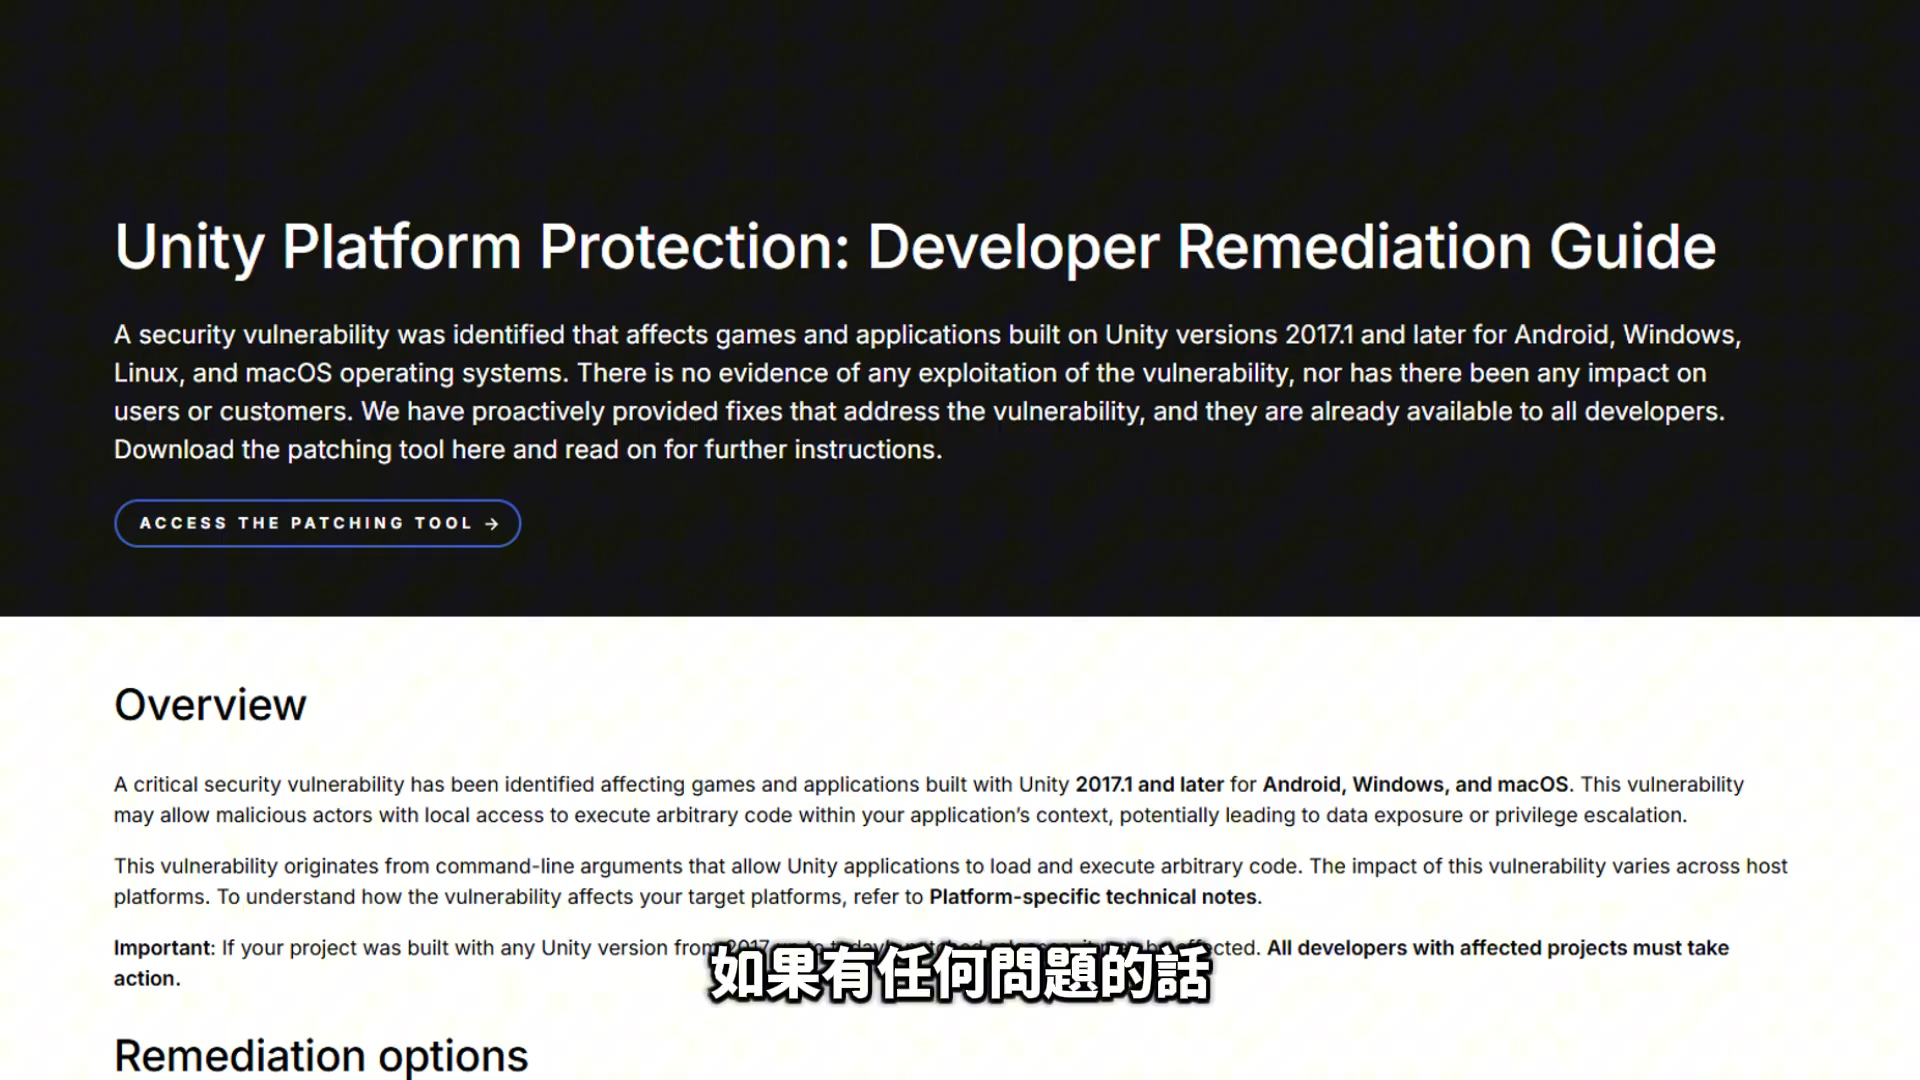 Unity Platform Protection: Developer Remediation Guide
A security vulnerability was identified that affects games and applications built on Unity versions 2017.1 and later for Android, Windows,
Linux, and macOS operating systems. There is no evidence of any exploitation of the vulnerability, nor has there been any impact on
users or customers. We have proactively provided fixes that address the vulnerability, and they are already available to all developers.
Download the patching tool here and read on for further instructions.
ACCESS THE PATCHING TOOL →
Overview
A critical security vulnerability has been identified affecting games and applications built with Unity 2017.1 and later for Android, Windows, and macOS. This vulnerability
may allow malicious actors with local access to execute arbitrary code within your application's context, potentially leading to data exposure or privilege escalation.
This vulnerability originates from command-line arguments that allow Unity applications to load and execute arbitrary code. The impact of this vulnerability varies across host
platforms. To understand how the vulnerability affects your target platforms, refer to Platform-specific technical notes.
Important: If your project was built with any Unity version from 2017 All developers with affected projects must take
action.
如果有任何問題的話
Remediation options